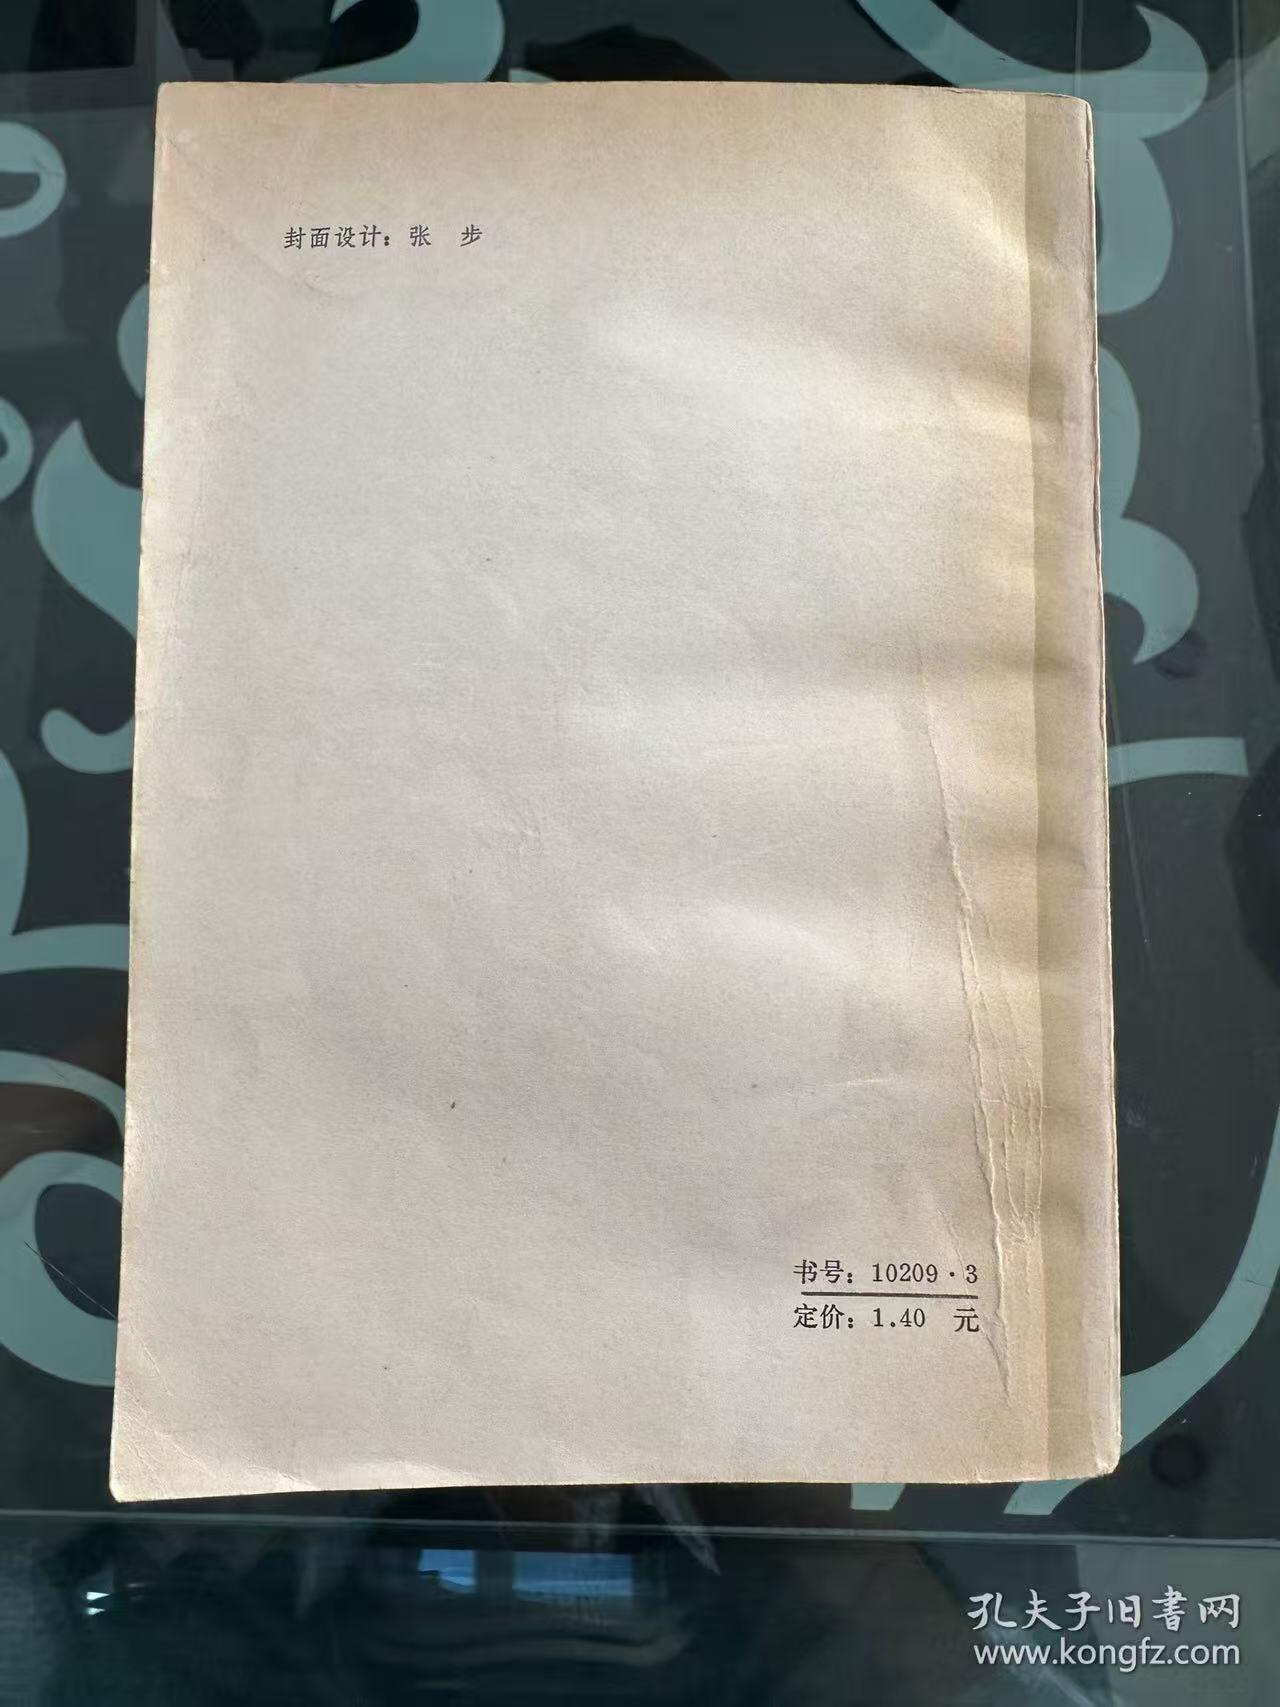 封面设计：张　步
书号：10209·3
定价：1.40　元
孔夫子旧書网
www.kongfz.com